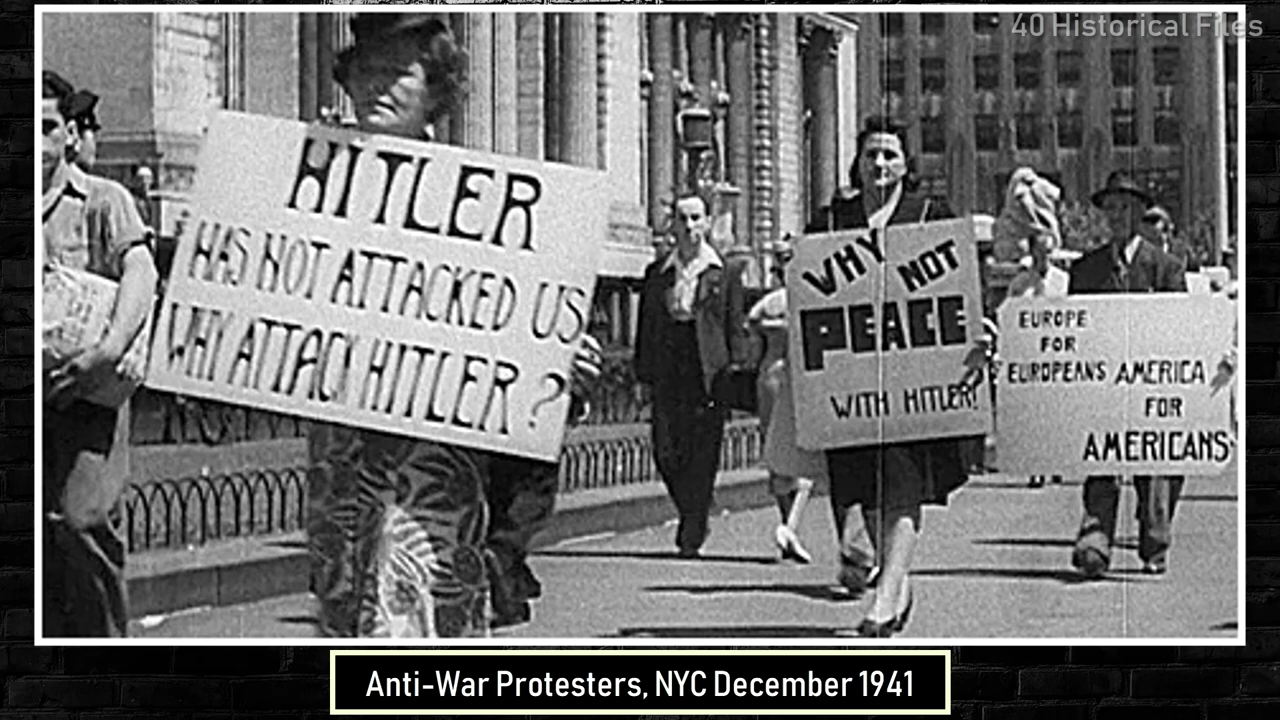 40 Historical Files
HITLER
HAS NOT ATTACKED US
WHY ATTACK HITLER?
WHY NOT
PEACE
WITH HITLER?
EUROPE
FOR
EUROPEANS AMERICA
FOR
AMERICANS
Anti-War Protesters, NYC December 1941